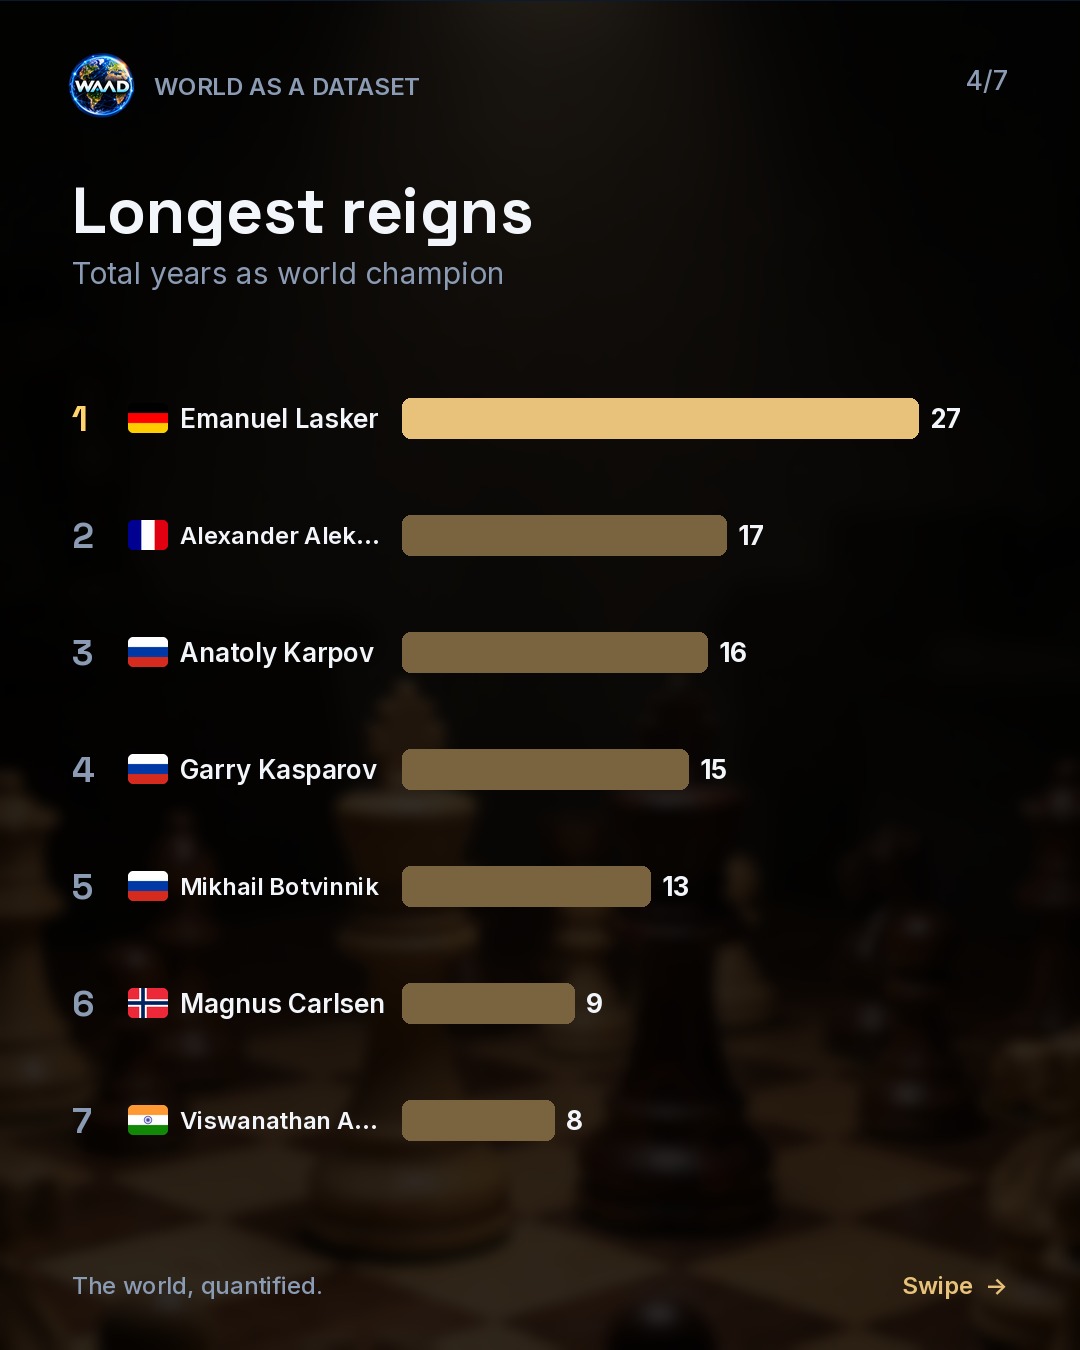 WAAD
WORLD AS A DATASET
4/7
Longest reigns
Total years as world champion
1 Emanuel Lasker 27
2 Alexander Alek... 17
3 Anatoly Karpov 16
4 Garry Kasparov 15
5 Mikhail Botvinnik 13
6 Magnus Carlsen 9
7 Viswanathan A... 8
The world, quantified.
Swipe →